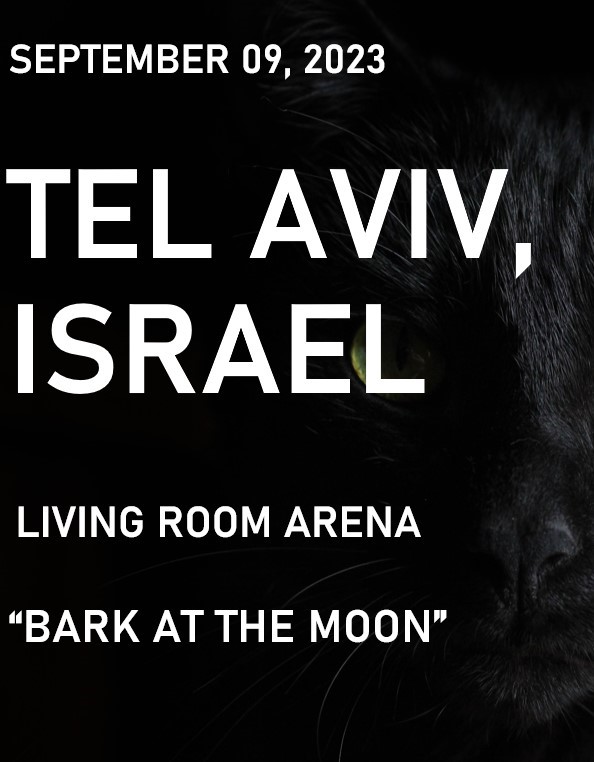 SEPTEMBER 09, 2023
TEL AVIV,
ISRAEL
LIVING ROOM ARENA
“BARK AT THE MOON”